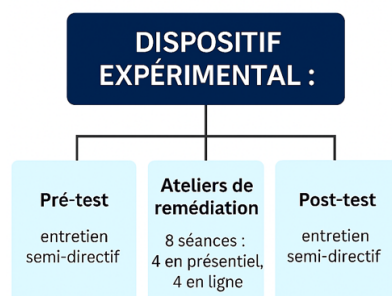 DISPOSITIF
EXPÉRIMENTAL :
Pré-test
entretien
semi-directif
Ateliers de
remédiation
8 séances :
4 en présentiel,
4 en ligne
Post-test
entretien
semi-directif